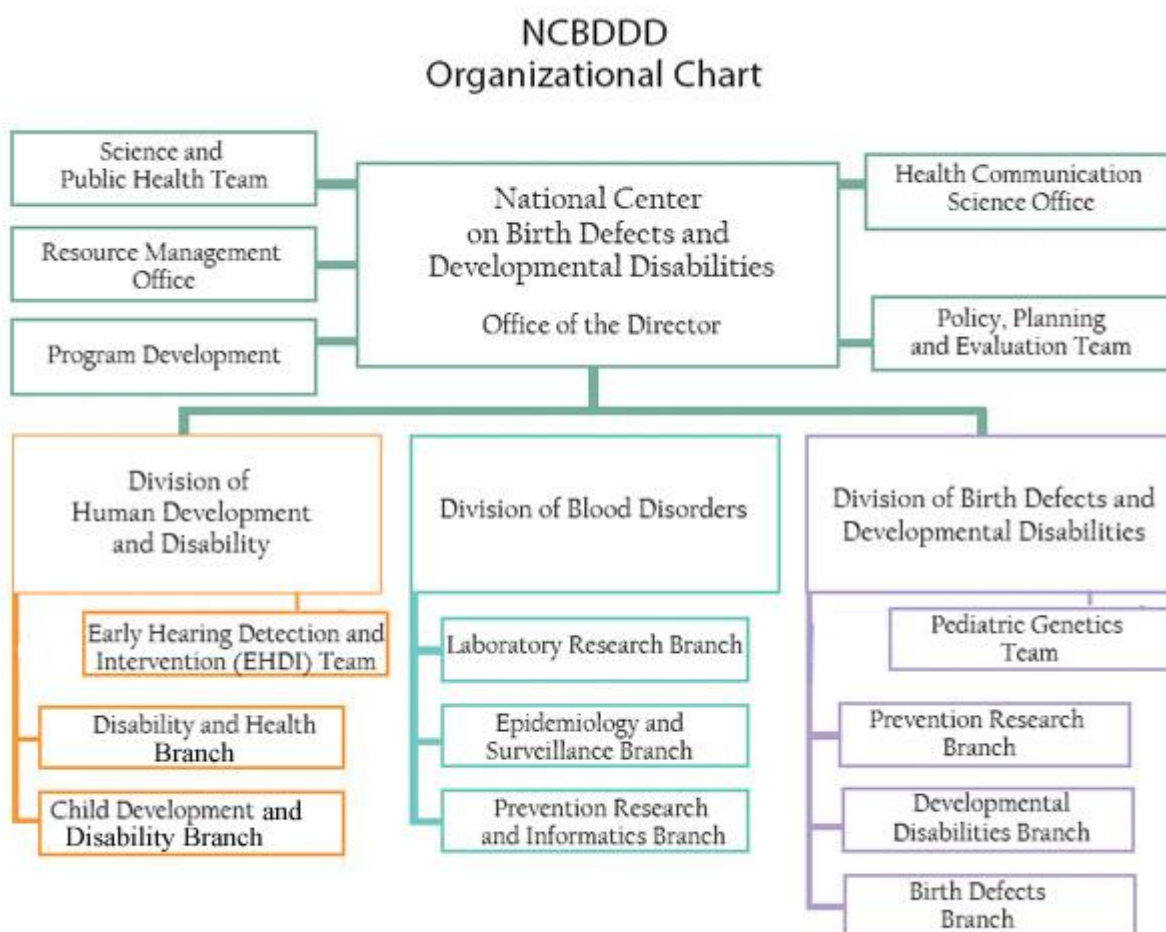 NCBDDD
Organizational Chart
Science and
Public Health Team
Resource Management
Office
Program Development
National Center
on Birth Defects and
Developmental Disabilities
Office of the Director
Health Communication
Science Office
Policy, Planning
and Evaluation Team
Division of
Human Development
and Disability
Early Hearing Detection and
Intervention (EHDI) Team
Disability and Health
Branch
Child Development and
Disability Branch
Division of Blood Disorders
Laboratory Research Branch
Epidemiology and
Surveillance Branch
Prevention Research
and Informatics Branch
Division of Birth Defects and
Developmental Disabilities
Pediatric Genetics
Team
Prevention Research
Branch
Developmental
Disabilities Branch
Birth Defects
Branch